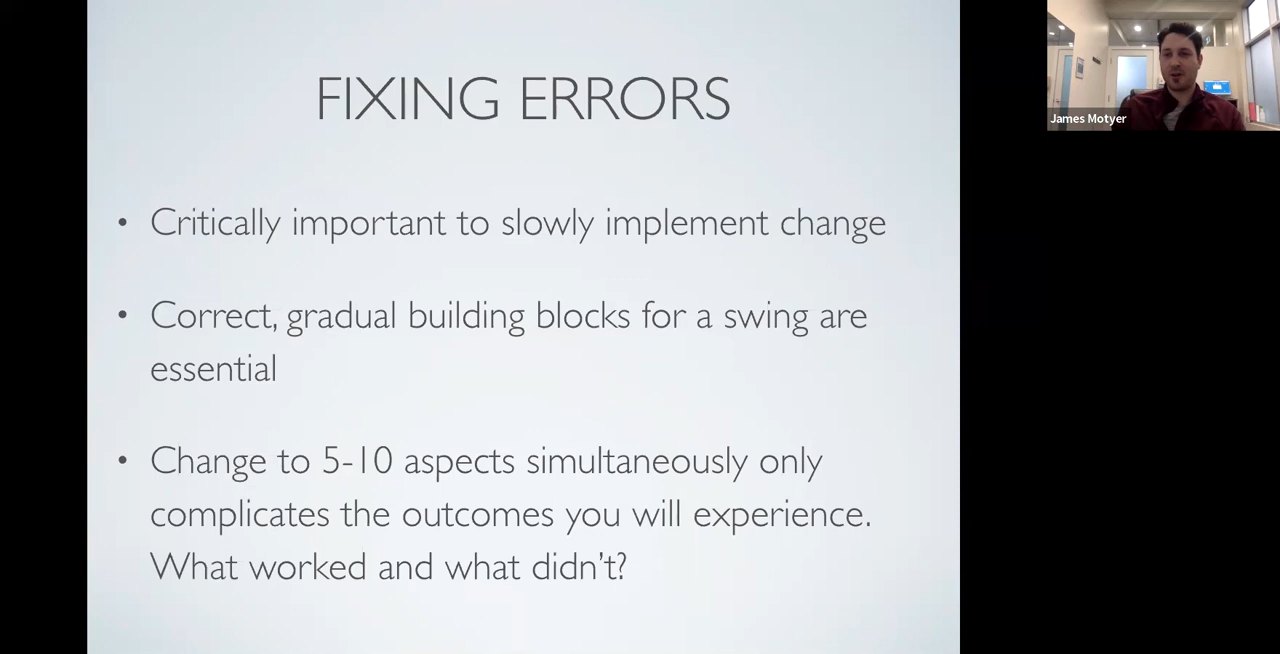 FIXING ERRORS
• Critically important to slowly implement change
• Correct, gradual building blocks for a swing are
essential
• Change to 5-10 aspects simultaneously only
complicates the outcomes you will experience.
What worked and what didn’t?
James Motyer